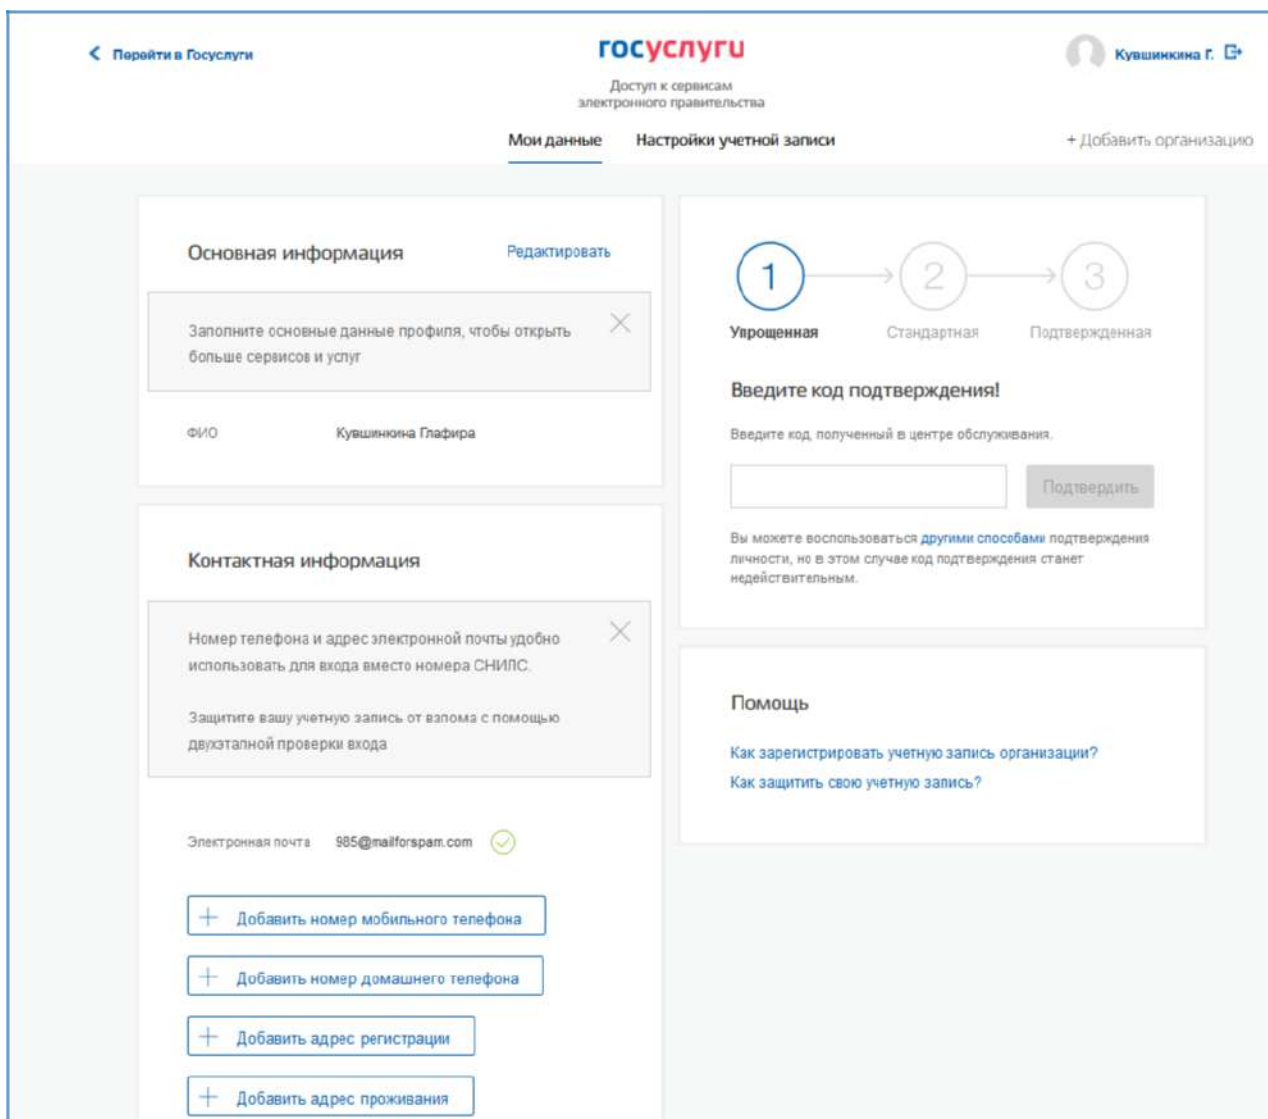 Перейти в Госуслуги
госуслуги
Кувшинкина Г.
Доступ к сервисам
электронного правительства
Мои данные
Настройки учетной записи
+ Добавить организацию
Основная информация
Редактировать
Заполните основные данные профиля, чтобы открыть
больше сервисов и услуг
ФИО
Кувшинкина Глафира
Контактная информация
Номер телефона и адрес электронной почты удобно
использовать для входа вместо номера СНИЛС.
Защитите вашу учетную запись от взлома с помощью
двухэтапной проверки входа
Электронная почта
985@mailforspam.com
+ Добавить номер мобильного телефона
+ Добавить номер домашнего телефона
+ Добавить адрес регистрации
+ Добавить адрес проживания
1
2
3
Упрощенная
Стандартная
Подтвержденная
Введите код подтверждения!
Введите код, полученный в центре обслуживания.
Подтвердить
Вы можете воспользоваться другими способами подтверждения
личности, но в этом случае код подтверждения станет
недействительным.
Помощь
Как зарегистрировать учетную запись организации?
Как защитить свою учетную запись?